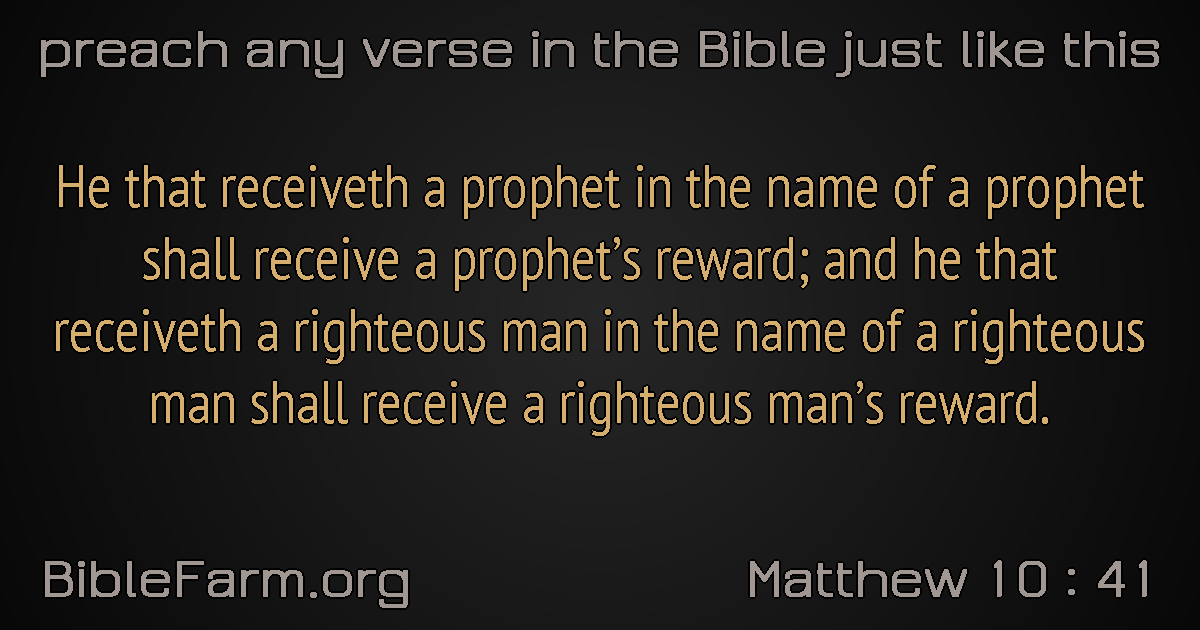 preach any verse in the Bible just like this
He that receiveth a prophet in the name of a prophet
shall receive a prophet’s reward; and he that
receiveth a righteous man in the name of a righteous
man shall receive a righteous man’s reward.
BibleFarm.org
Matthew 10 : 41